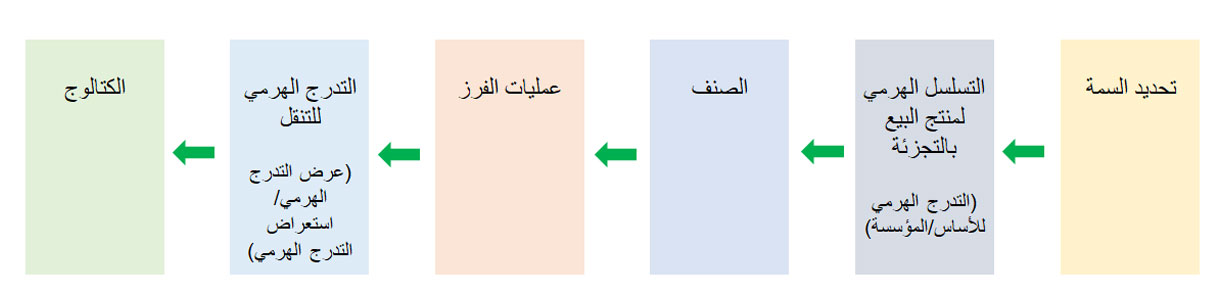 تحديد السمة
التسلسل الهرمي
لمنتج البيع
بالتجزئة
(التدرج الهرمي
للأساس/المؤسسة)
الصنف
عمليات الفرز
التدرج الهرمي
للتنقل
(عرض التدرج
الهرمي/
استعراض
التدرج الهرمي)
الكتالوج